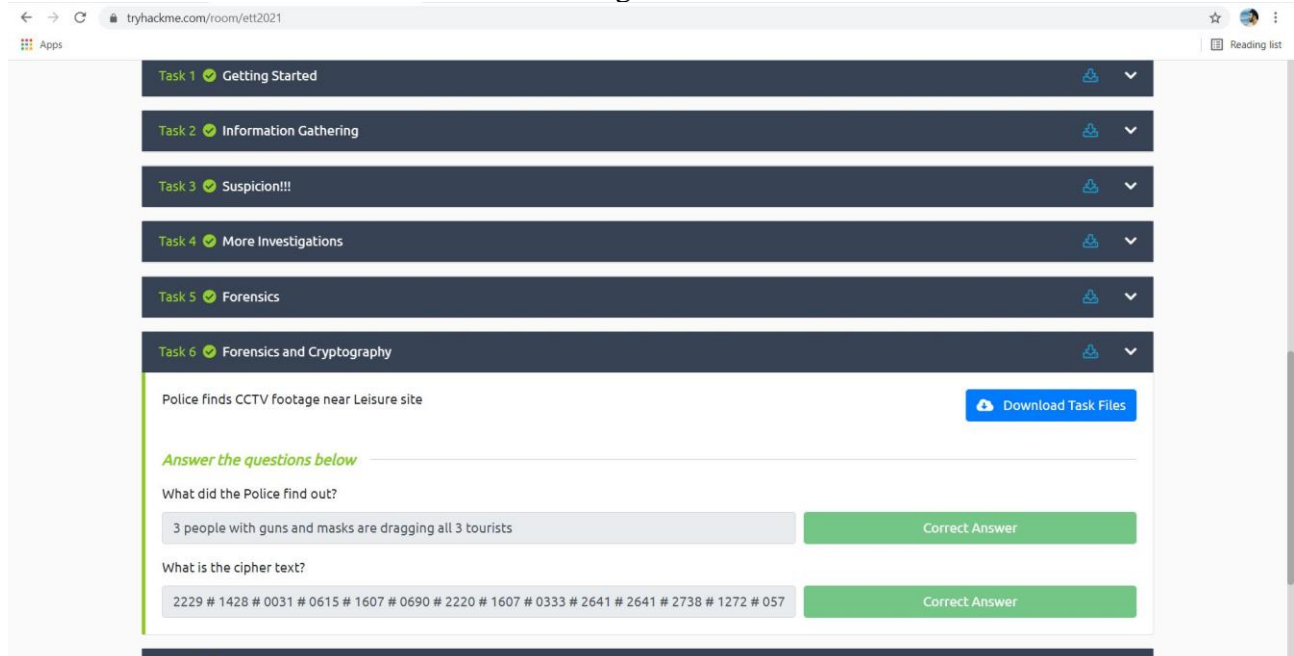 tryhackme.com/room/ett2021
Apps
Reading list
Task 1 Getting Started
Task 2 Information Gathering
Task 3 Suspicion!!!
Task 4 More Investigations
Task 5 Forensics
Task 6 Forensics and Cryptography
Police finds CCTV footage near Leisure site
Download Task Files
Answer the questions below
What did the Police find out?
3 people with guns and masks are dragging all 3 tourists
Correct Answer
What is the cipher text?
2229 # 1428 # 0031 # 0615 # 1607 # 0690 # 2220 # 1607 # 0333 # 2641 # 2641 # 2738 # 1272 # 057
Correct Answer